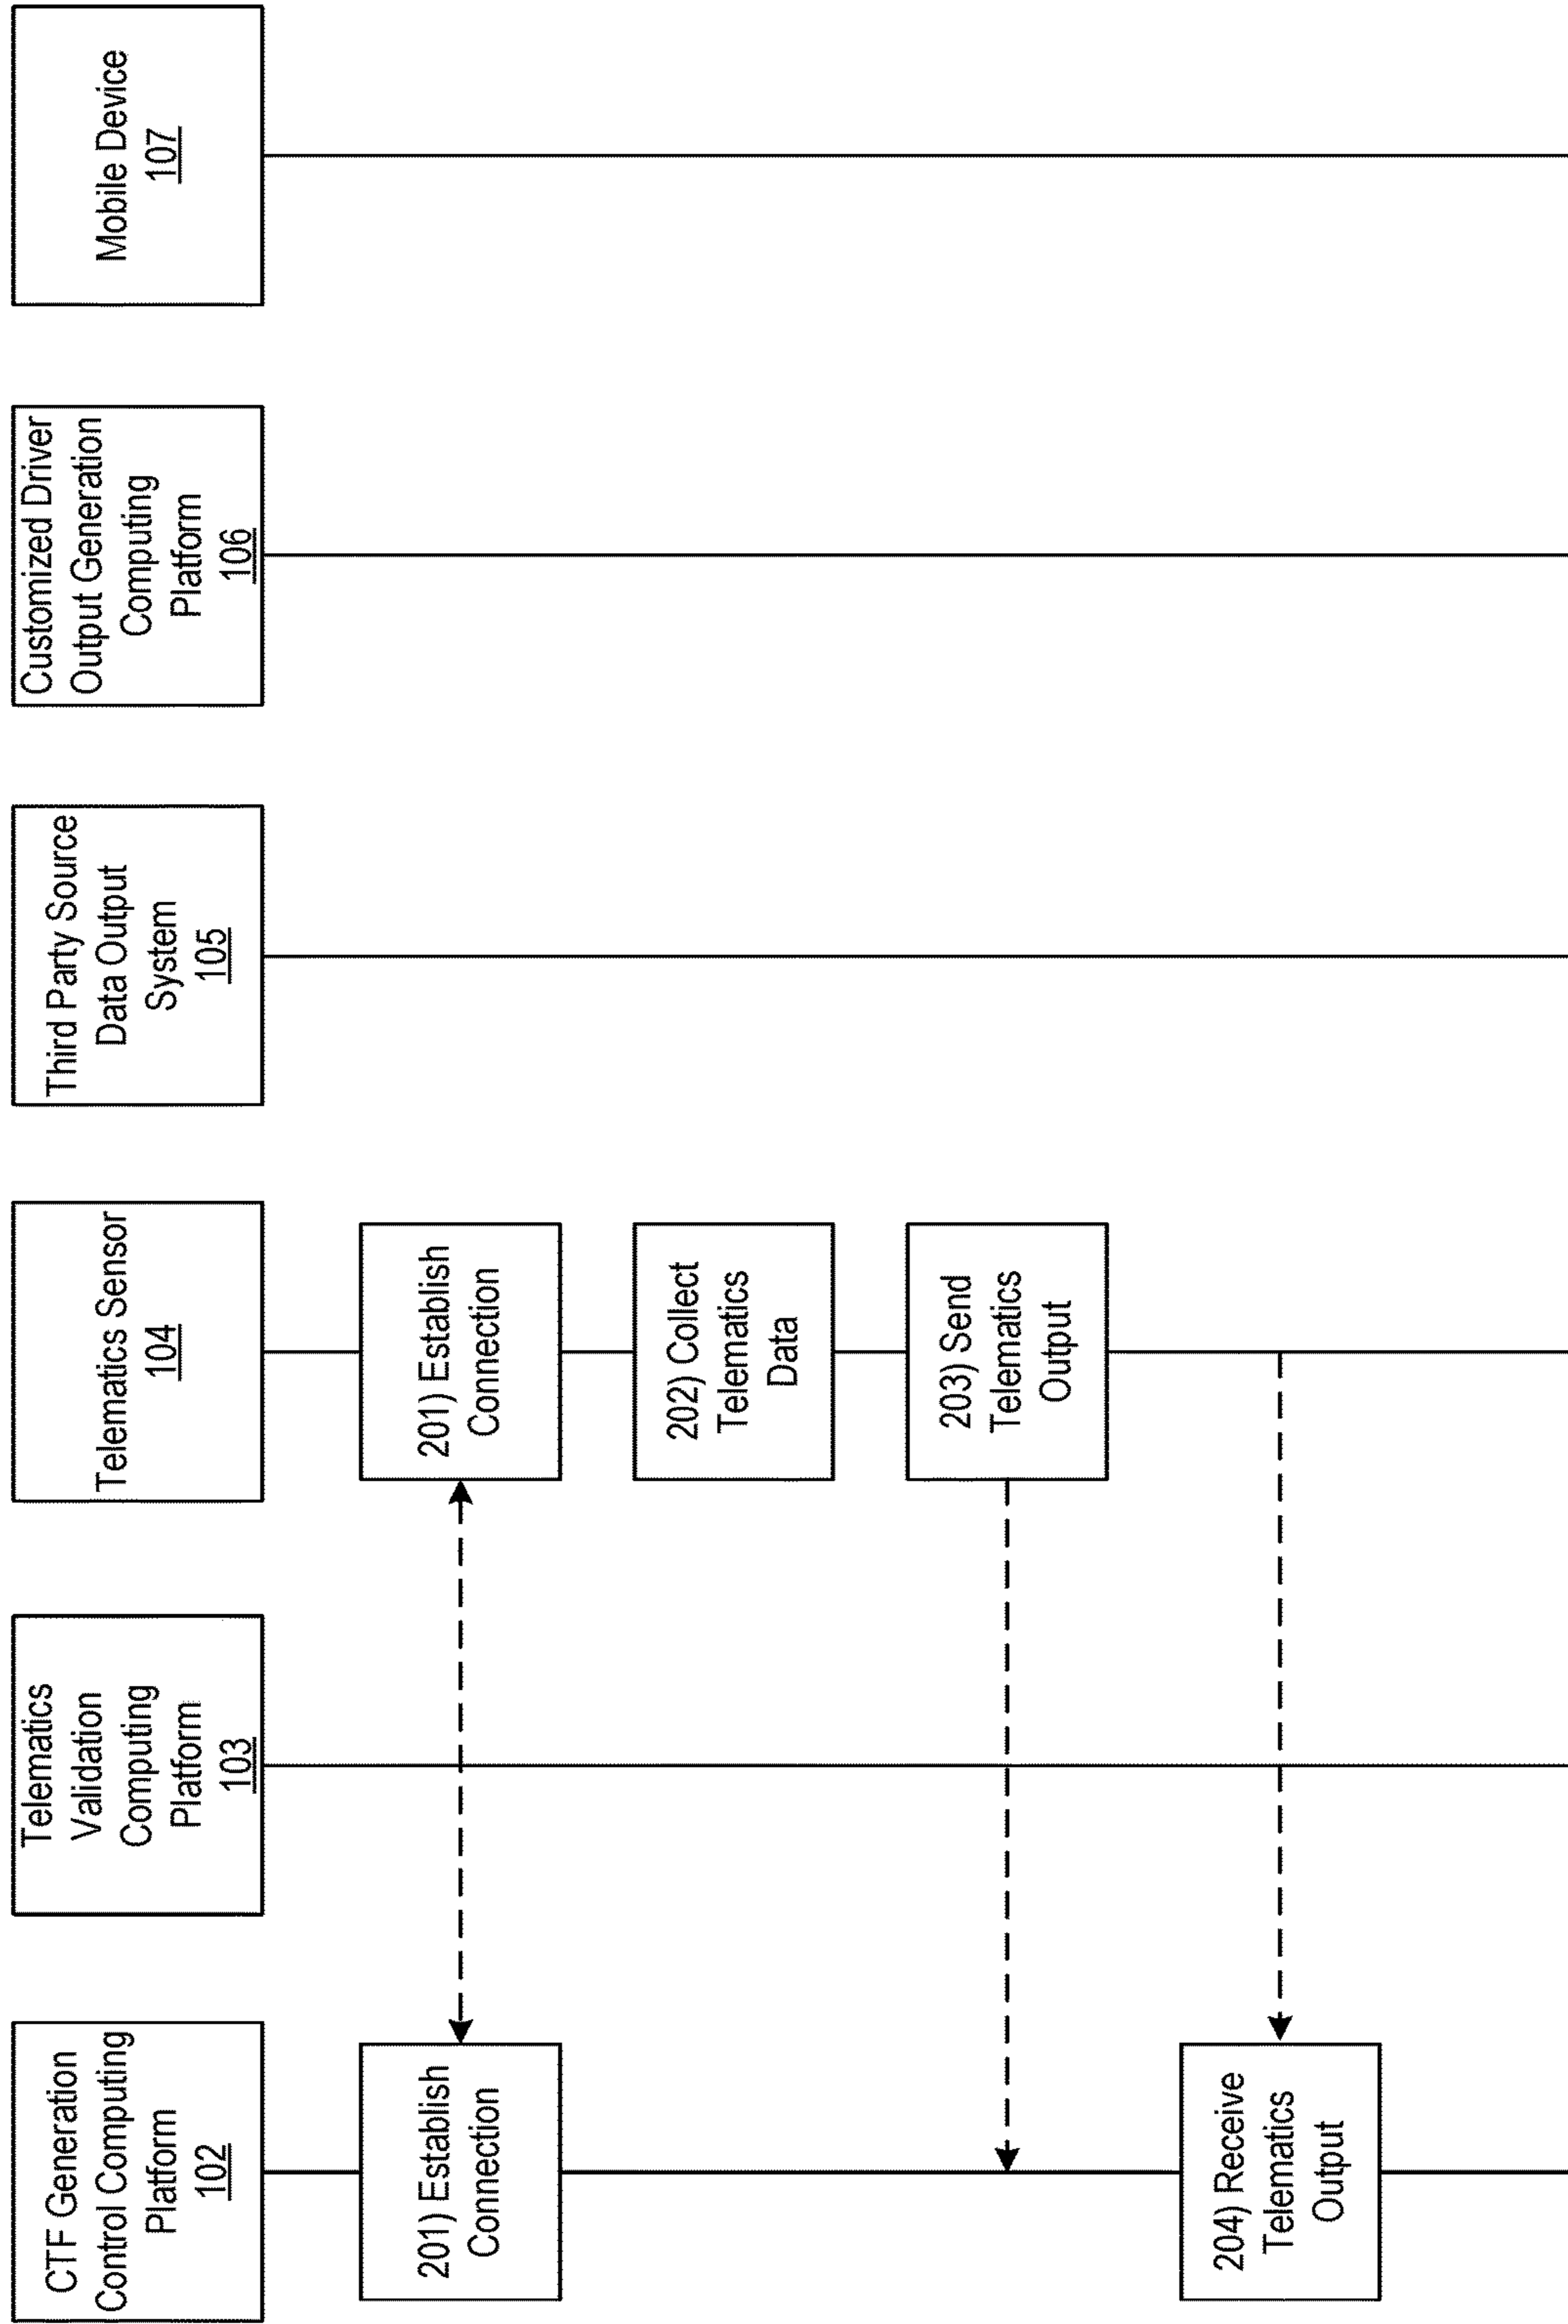 CTF Generation
Control Computing
Platform
102
Telematics
Validation
Computing
Platform
103
Telematics Sensor
104
Third Party Source
Data Output
System
105
Customized Driver
Output Generation
Computing
Platform
106
Mobile Device
107
201) Establish
Connection
201) Establish
Connection
202) Collect
Telematics
Data
203) Send
Telematics
Output
204) Receive
Telematics
Output